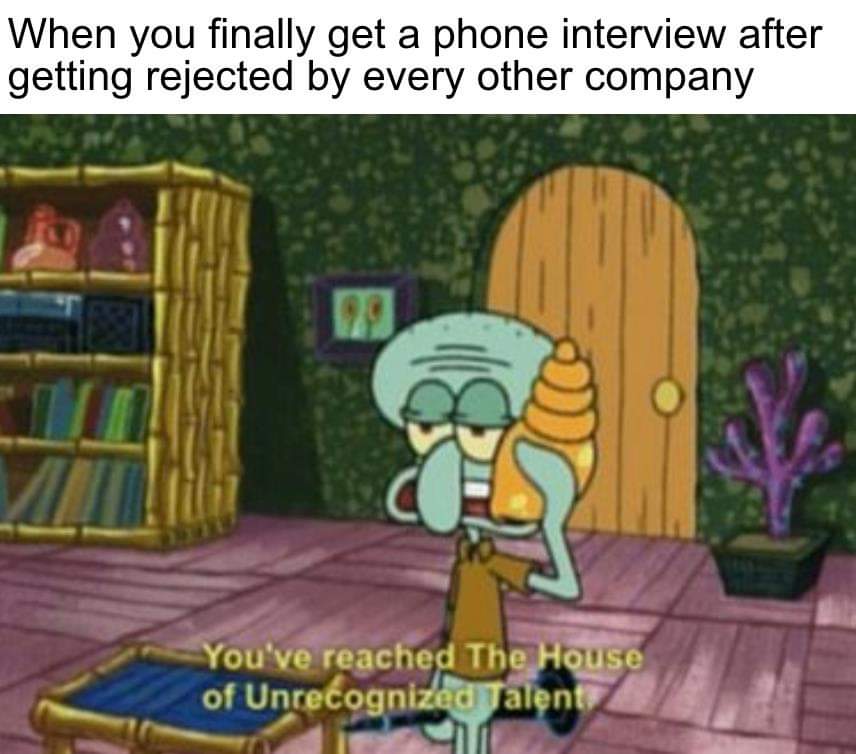 When you finally get a phone interview after
getting rejected by every other company
You've reached The House
of Unrecognized Talent.